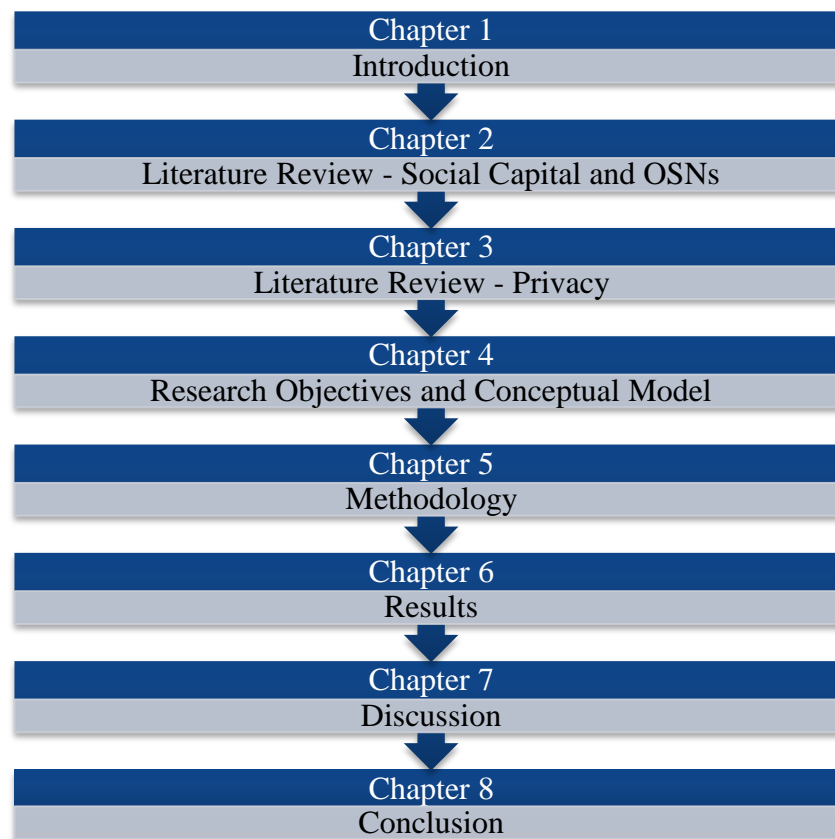 Chapter 1
Introduction
Chapter 2
Literature Review - Social Capital and OSNs
Chapter 3
Literature Review - Privacy
Chapter 4
Research Objectives and Conceptual Model
Chapter 5
Methodology
Chapter 6
Results
Chapter 7
Discussion
Chapter 8
Conclusion